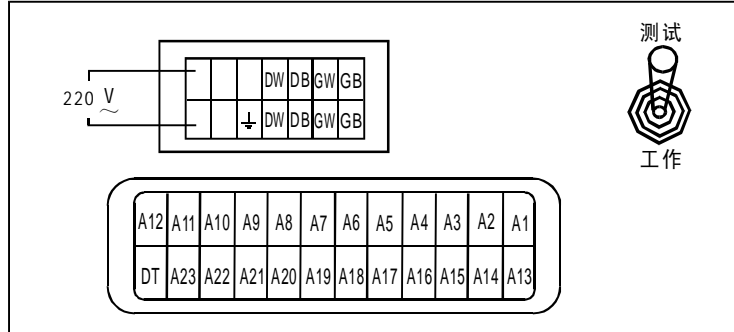 测试
DW DB GW GB
220 V
~
⏚ DW DB GW GB
工作
A12 A11 A10 A9 A8 A7 A6 A5 A4 A3 A2 A1
DT A23 A22 A21 A20 A19 A18 A17 A16 A15 A14 A13